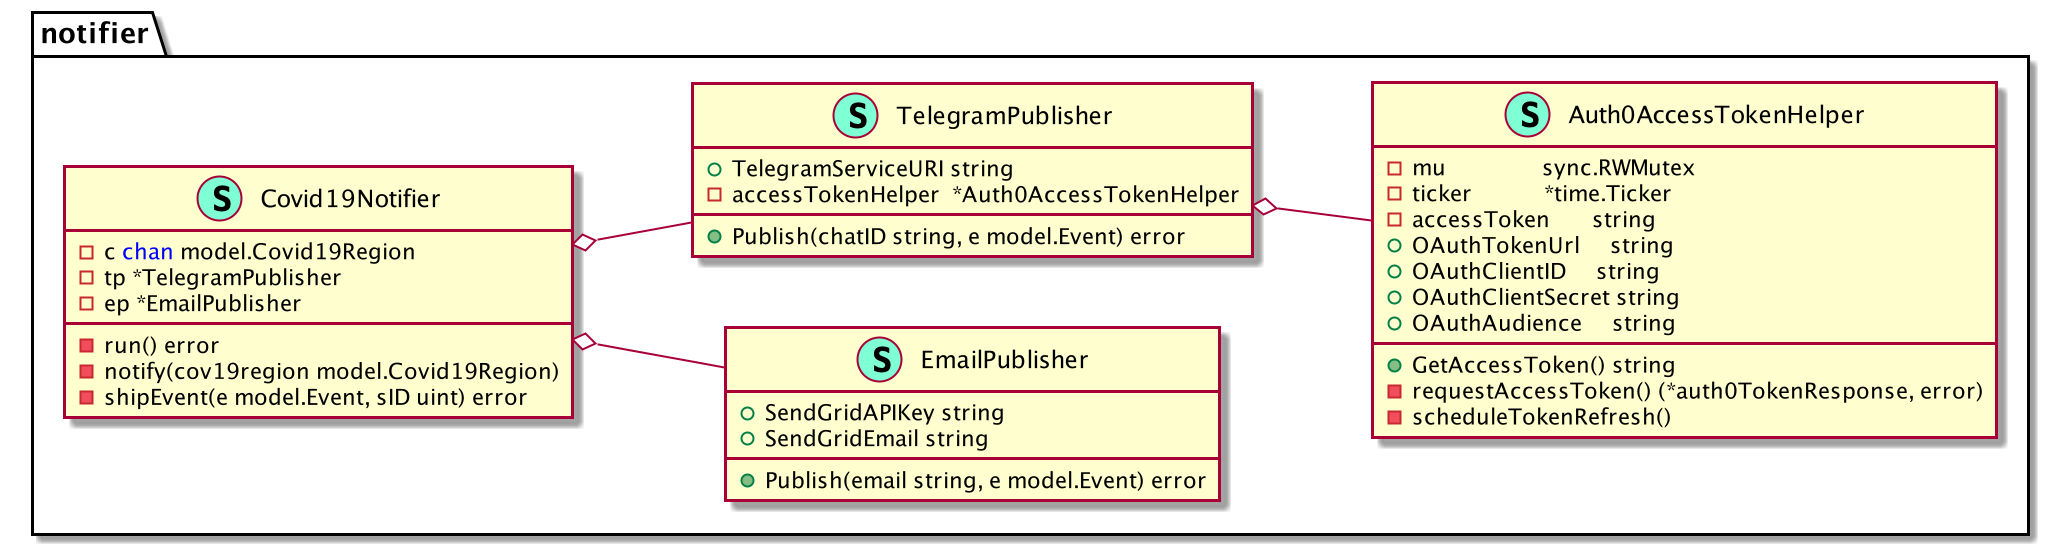 notifier
S Covid19Notifier
c chan model.Covid19Region
tp *TelegramPublisher
ep *EmailPublisher
run() error
notify(cov19region model.Covid19Region)
shipEvent(e model.Event, sID uint) error
S TelegramPublisher
TelegramServiceURI string
accessTokenHelper *Auth0AccessTokenHelper
Publish(chatID string, e model.Event) error
S EmailPublisher
SendGridAPIKey string
SendGridEmail string
Publish(email string, e model.Event) error
S Auth0AccessTokenHelper
mu sync.RWMutex
ticker *time.Ticker
accessToken string
OAuthTokenUrl string
OAuthClientID string
OAuthClientSecret string
OAuthAudience string
GetAccessToken() string
requestAccessToken() (*auth0TokenResponse, error)
scheduleTokenRefresh()